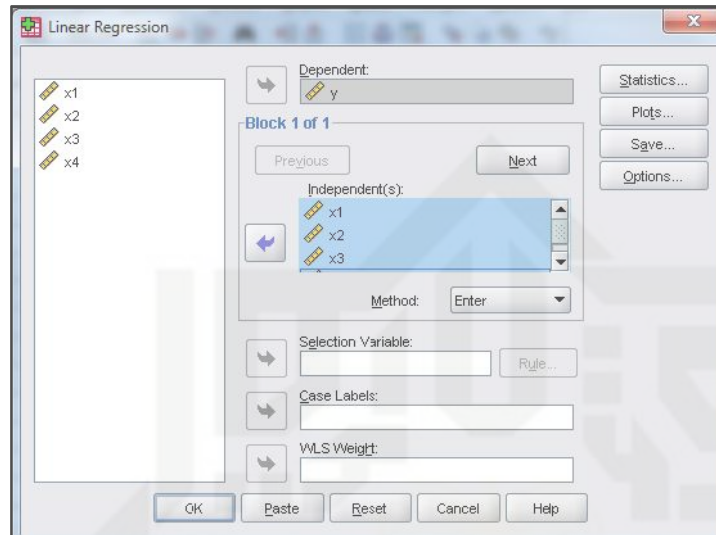 Linear Regression
x1
x2
x3
x4
Dependent:
y
Block 1 of 1
Previous
Next
Independent(s):
x1
x2
x3
Method:
Enter
Selection Variable:
Rule...
Case Labels:
WLS Weight:
Statistics...
Plots...
Save...
Options...
OK
Paste
Reset
Cancel
Help